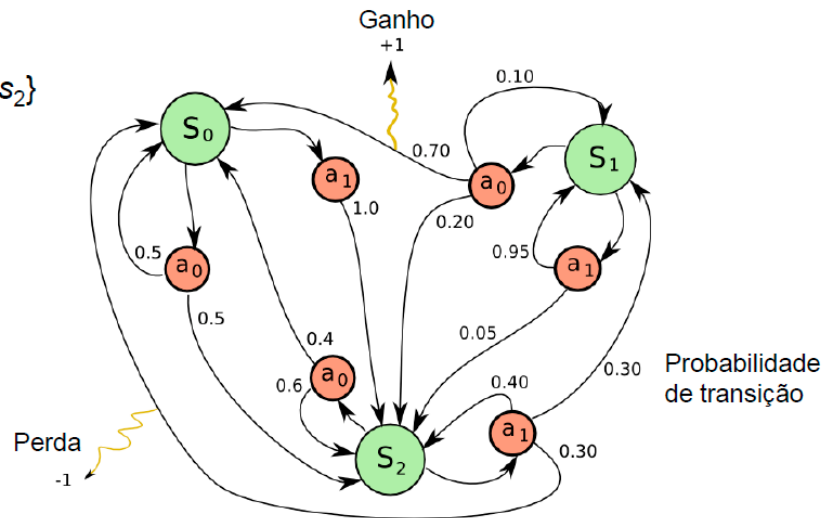 Ganho
+1
s₂}
0.10
S₀
S₁
0.70
a₁
a₀
1.0
0.20
0.5
a₀
0.95
a₁
0.5
0.05
0.4
0.6
a₀
0.40
0.30
Probabilidade
de transição
a₁
Perda
-1
S₂
0.30